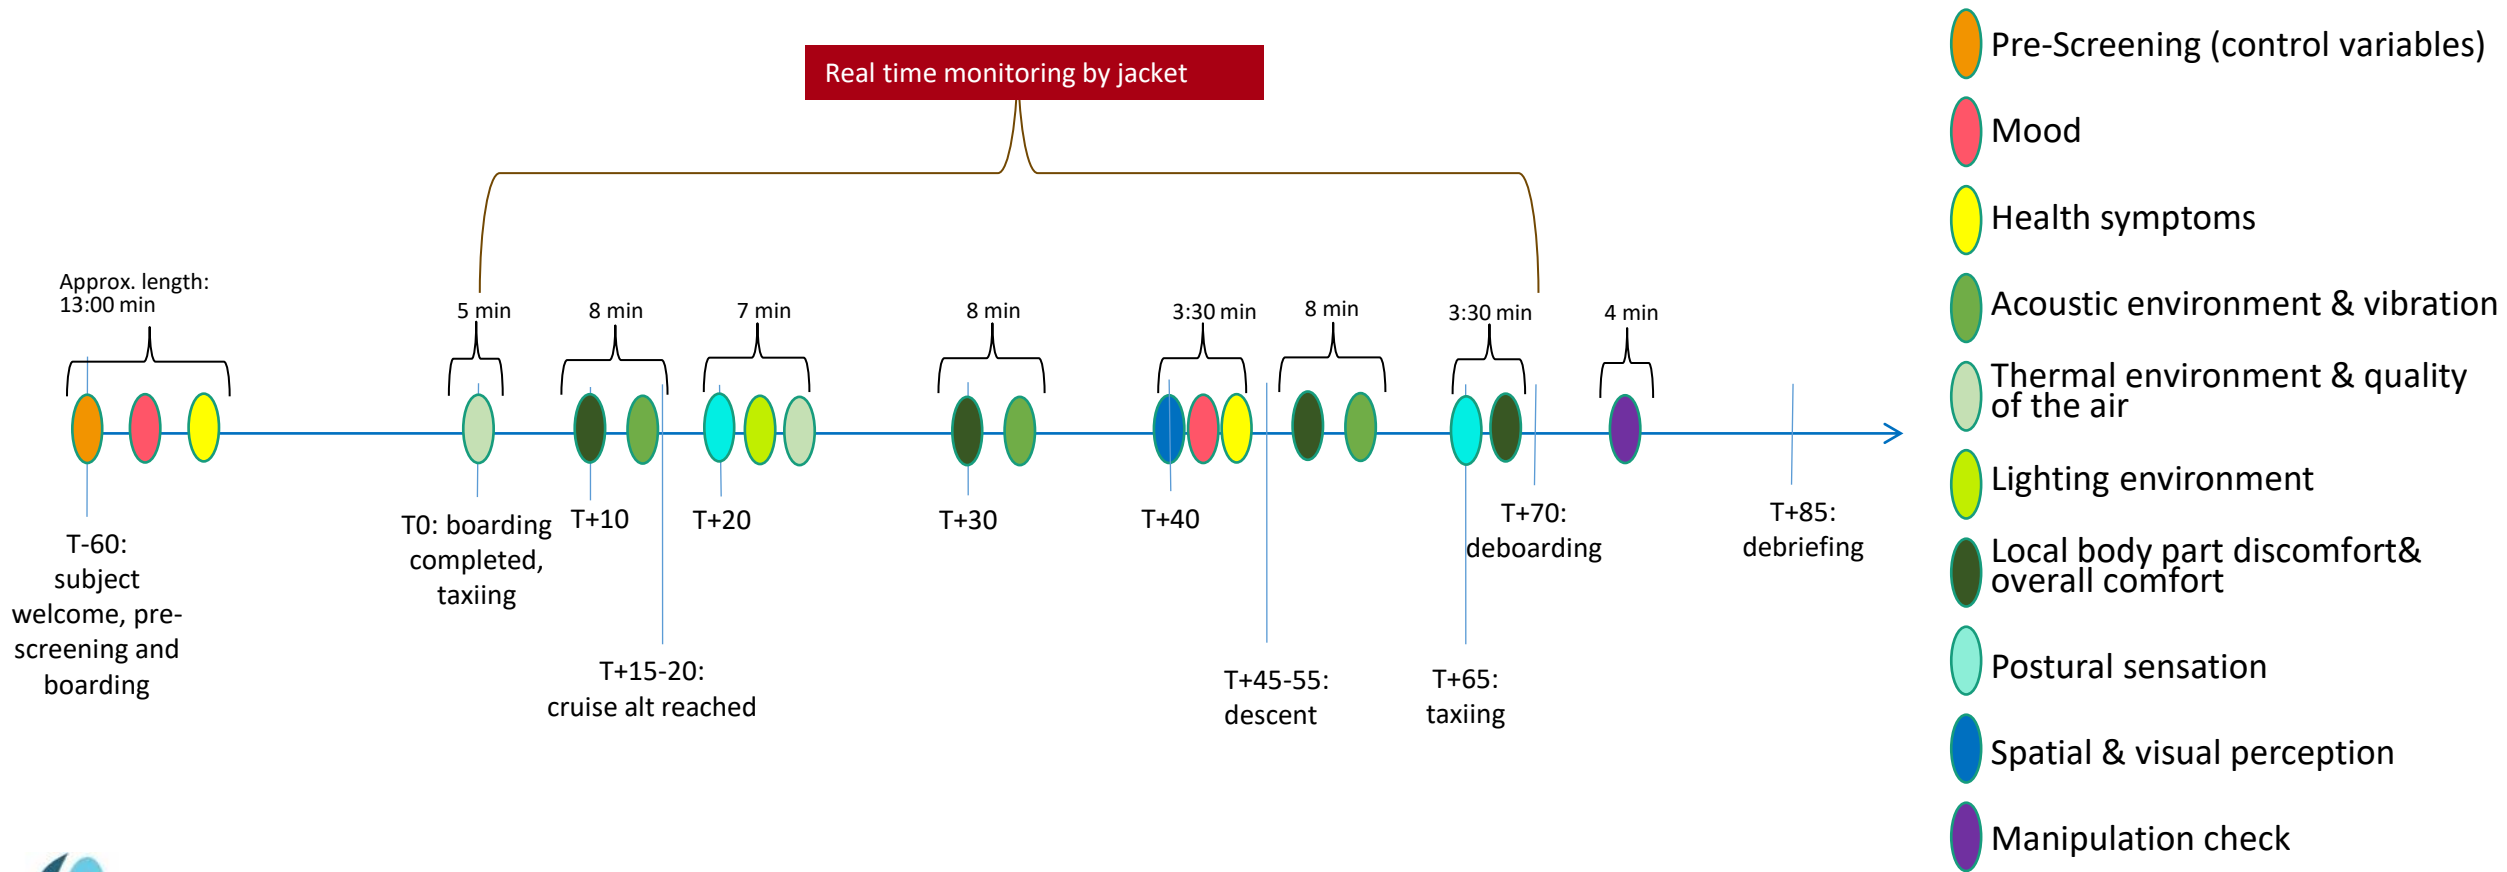 Real time monitoring by jacket
Approx. length:
13:00 min
5 min
8 min
7 min
8 min
3:30 min
8 min
3:30 min
4 min
T-60:
subject
welcome, pre-
screening and
boarding
T0: boarding
completed,
taxiing
T+10
T+15-20:
cruise alt reached
T+20
T+30
T+40
T+45-55:
descent
T+65:
taxiing
T+70:
deboarding
T+85:
debriefing
Pre-Screening (control variables)
Mood
Health symptoms
Acoustic environment & vibration
Thermal environment & quality
of the air
Lighting environment
Local body part discomfort&
overall comfort
Postural sensation
Spatial & visual perception
Manipulation check